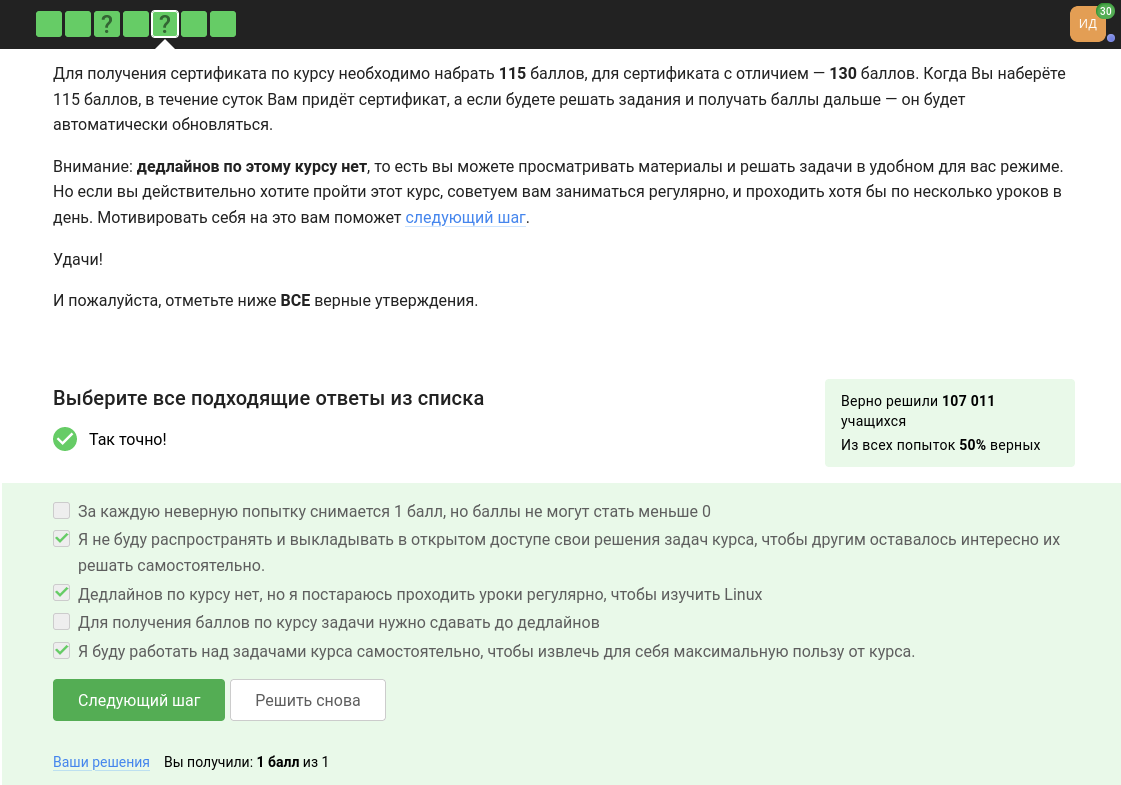 ? ?
30
ИД
Для получения сертификата по курсу необходимо набрать 115 баллов, для сертификата с отличием — 130 баллов. Когда Вы наберёте
115 баллов, в течение суток Вам придёт сертификат, а если будете решать задания и получать баллы дальше — он будет
автоматически обновляться.
Внимание: дедлайнов по этому курсу нет, то есть вы можете просматривать материалы и решать задачи в удобном для вас режиме.
Но если вы действительно хотите пройти этот курс, советуем вам заниматься регулярно, и проходить хотя бы по несколько уроков в
день. Мотивировать себя на это вам поможет следующий шаг.
Удачи!
И пожалуйста, отметьте ниже ВСЕ верные утверждения.
Выберите все подходящие ответы из списка
Так точно!
Верно решили 107 011
учащихся
Из всех попыток 50% верных
За каждую неверную попытку снимается 1 балл, но баллы не могут стать меньше 0
Я не буду распространять и выкладывать в открытом доступе свои решения задач курса, чтобы другим оставалось интересно их
решать самостоятельно.
Дедлайнов по курсу нет, но я постараюсь проходить уроки регулярно, чтобы изучить Linux
Для получения баллов по курсу задачи нужно сдавать до дедлайнов
Я буду работать над задачами курса самостоятельно, чтобы извлечь для себя максимальную пользу от курса.
Следующий шаг Решить снова
Ваши решения Вы получили: 1 балл из 1